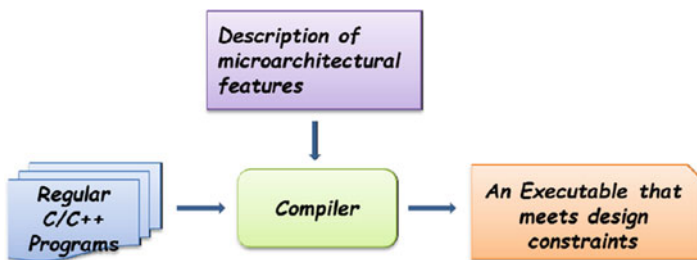 Description of
microarchitectural
features
Regular
C/C++
Programs
Compiler
An Executable that
meets design
constraints